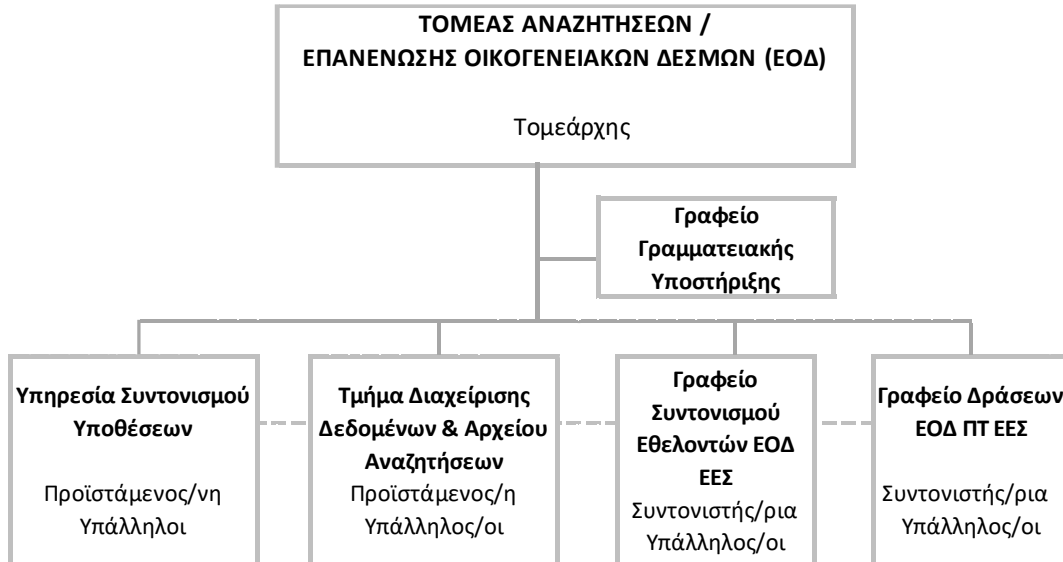 ΤΟΜΕΑΣ ΑΝΑΖΗΤΗΣΕΩΝ /
ΕΠΑΝΕΝΩΣΗΣ ΟΙΚΟΓΕΝΕΙΑΚΩΝ ΔΕΣΜΩΝ (ΕΟΔ)
Τομεάρχης
Γραφείο
Γραμματειακής
Υποστήριξης
Υπηρεσία Συντονισμού
Υποθέσεων
Προϊστάμενος/νη
Υπάλληλοι
Τμήμα Διαχείρισης
Δεδομένων & Αρχείου
Αναζητήσεων
Προϊστάμενος/η
Υπάλληλος/οι
Γραφείο
Συντονισμού
Εθελοντών ΕΟΔ
ΕΕΣ
Συντονιστής/ρια
Υπάλληλος/οι
Γραφείο Δράσεων
ΕΟΔ ΠΤ ΕΕΣ
Συντονιστής/ρια
Υπάλληλος/οι